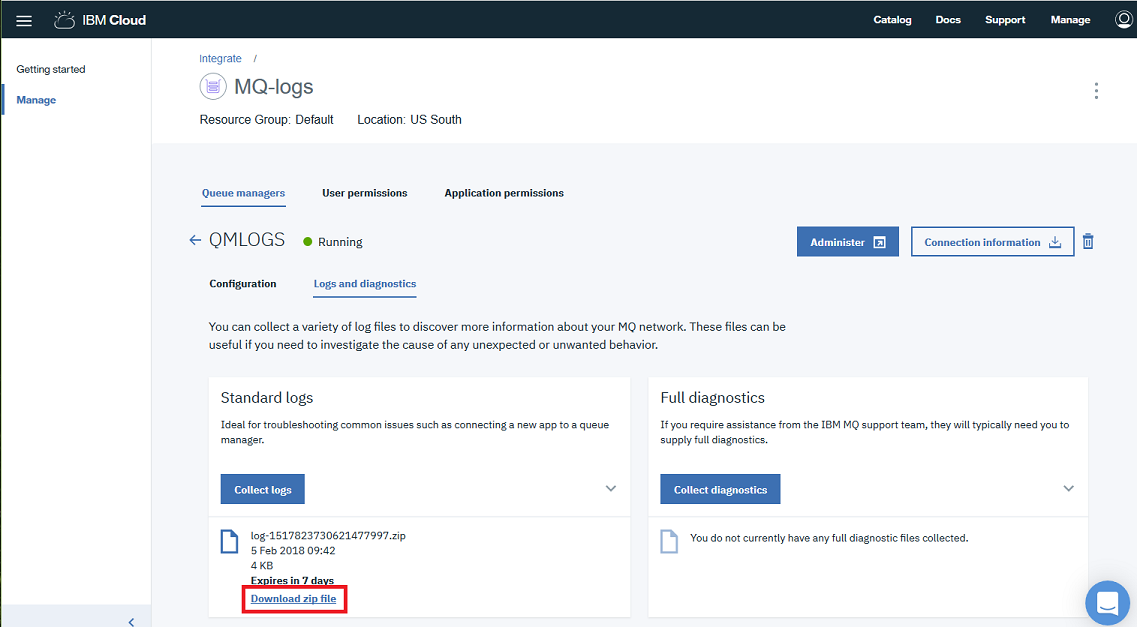 IBM Cloud
Catalog
Docs
Support
Manage
Getting started
Manage
Integrate /
MQ-logs
Resource Group: Default
Location: US South
Queue managers
User permissions
Application permissions
QMLOGS
Running
Administer
Connection information
Configuration
Logs and diagnostics
You can collect a variety of log files to discover more information about your MQ network. These files can be
useful if you need to investigate the cause of any unexpected or unwanted behavior.
Standard logs
Ideal for troubleshooting common issues such as connecting a new app to a queue
manager.
Collect logs
log-1517823730621477997.zip
5 Feb 2018 09:42
4 KB
Expires in 7 days
Download zip file
Full diagnostics
If you require assistance from the IBM MQ support team, they will typically need you to
supply full diagnostics.
Collect diagnostics
You do not currently have any full diagnostic files collected.